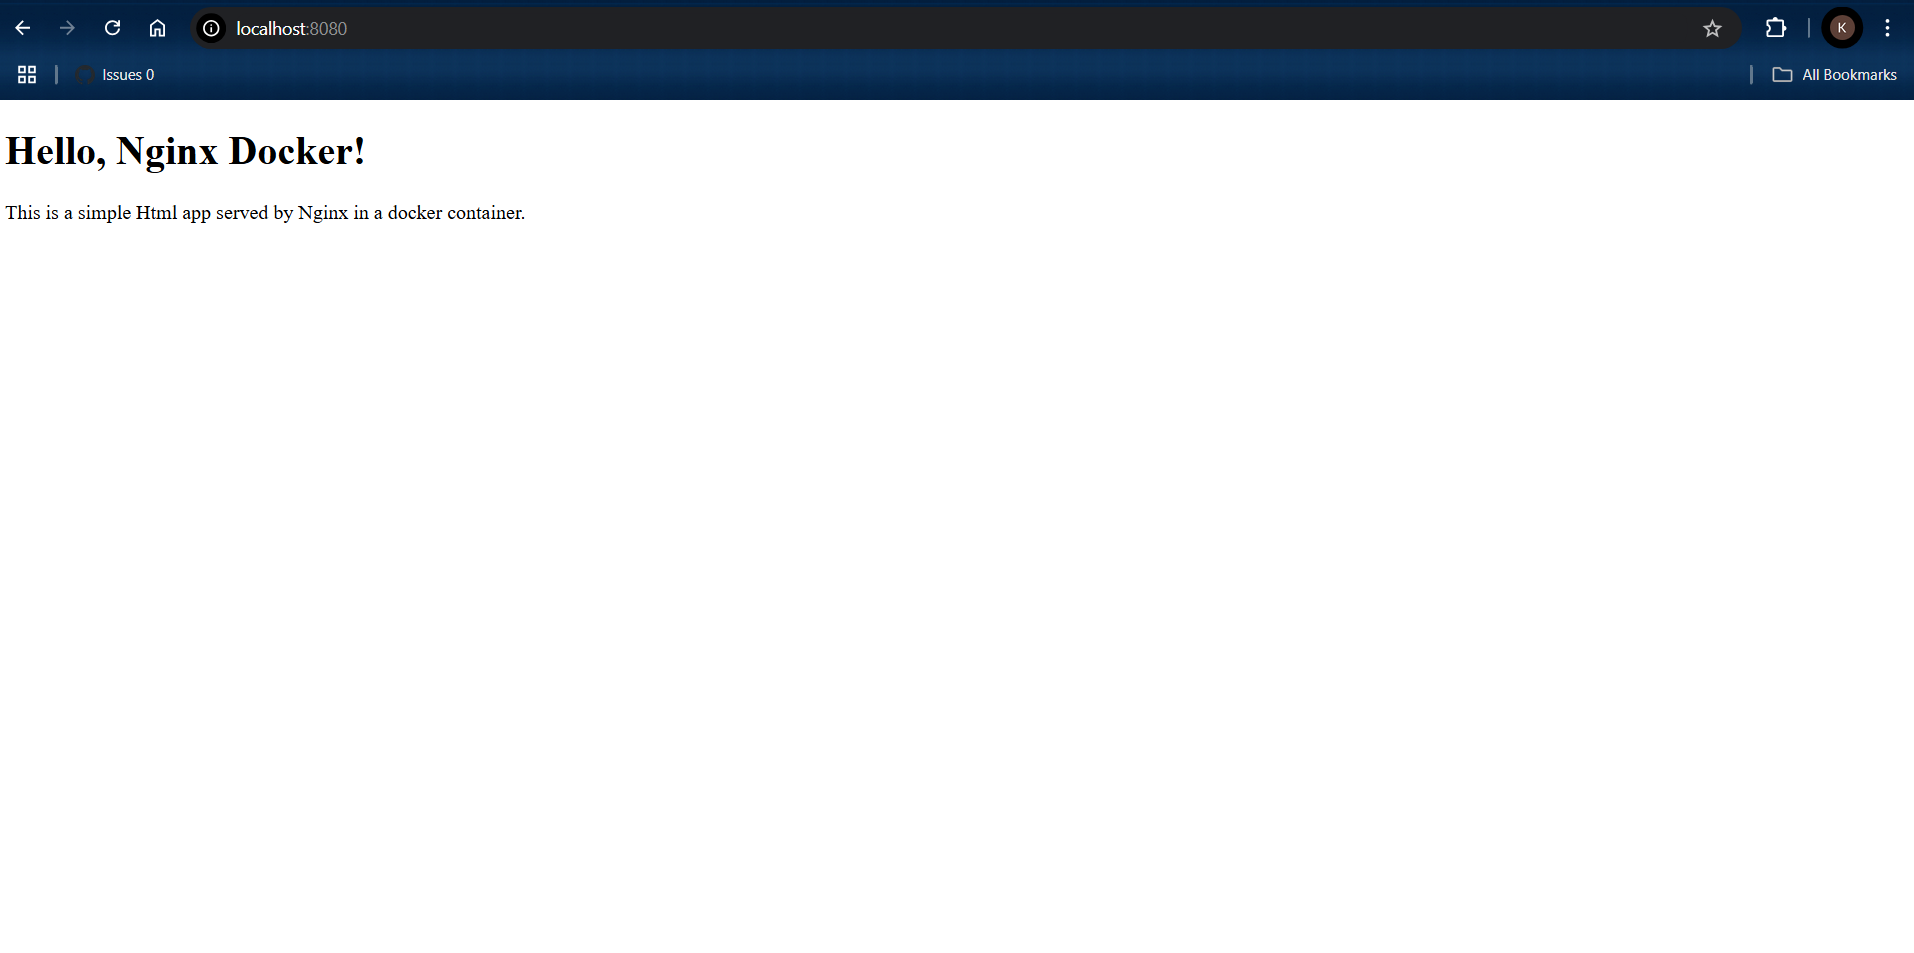 localhost:8080
K
Issues 0
All Bookmarks
Hello, Nginx Docker!
This is a simple Html app served by Nginx in a docker container.